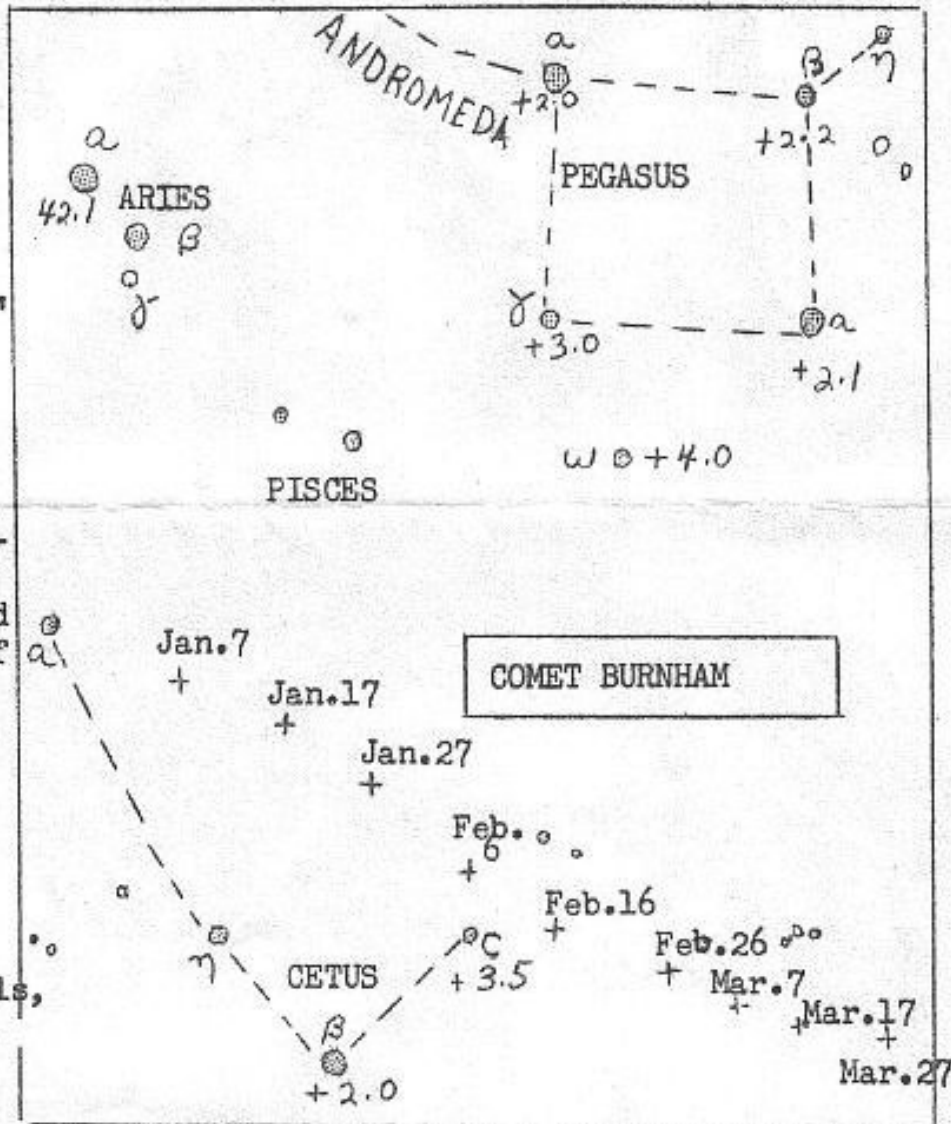 ANDROMEDA
α
+2.0
β
+2.2
η
α
42.1
ARIES
β
γ
PEGASUS
γ
+3.0
α
+2.1
ω +4.0
PISCES
d
α
Jan.7
Jan.17
COMET BURNHAM
Jan.27
Feb.
6
Feb.16
η
CETUS
+3.5
Feb.26
Mar.7
Mar.17
ls,
β
+2.0
Mar.27